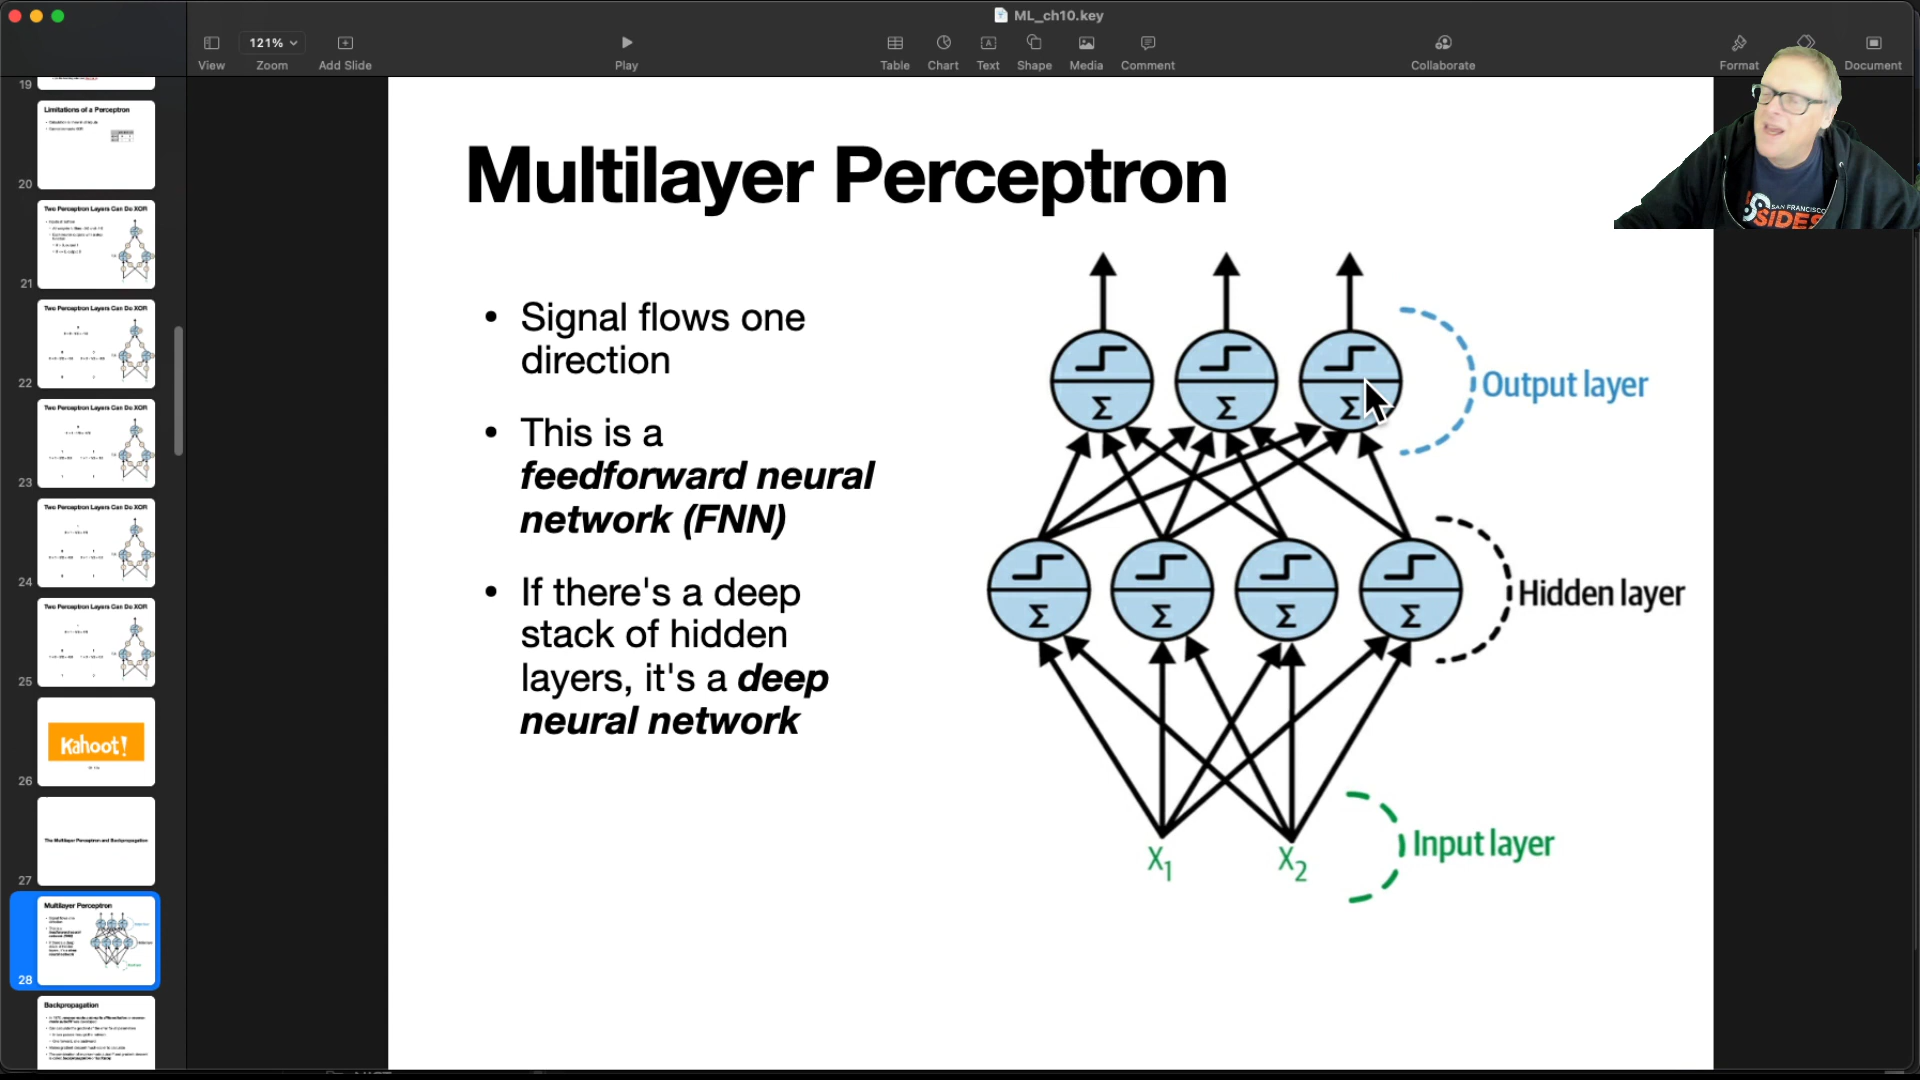 ML_ch10.key
View
121%
Zoom
Add Slide
Play
Table
Chart
Text
Shape
Media
Comment
Collaborate
Format
Document
19
Limitations of a Perceptron
20
Two Perceptron Layers Can Do XOR
21
Two Perceptron Layers Can Do XOR
22
Two Perceptron Layers Can Do XOR
23
Two Perceptron Layers Can Do XOR
24
Two Perceptron Layers Can Do XOR
25
Kahoot!
26
The Multilayer Perceptron and Backpropagation
27
Multilayer Perceptron
28
Backpropagation
Multilayer Perceptron
• Signal flows one
direction
• This is a
feedforward neural
network (FNN)
• If there's a deep
stack of hidden
layers, it's a deep
neural network
Σ Σ Σ
Output layer
Σ Σ Σ Σ
Hidden layer
X1 X2
Input layer
SAN FRANCISCO
SIDES